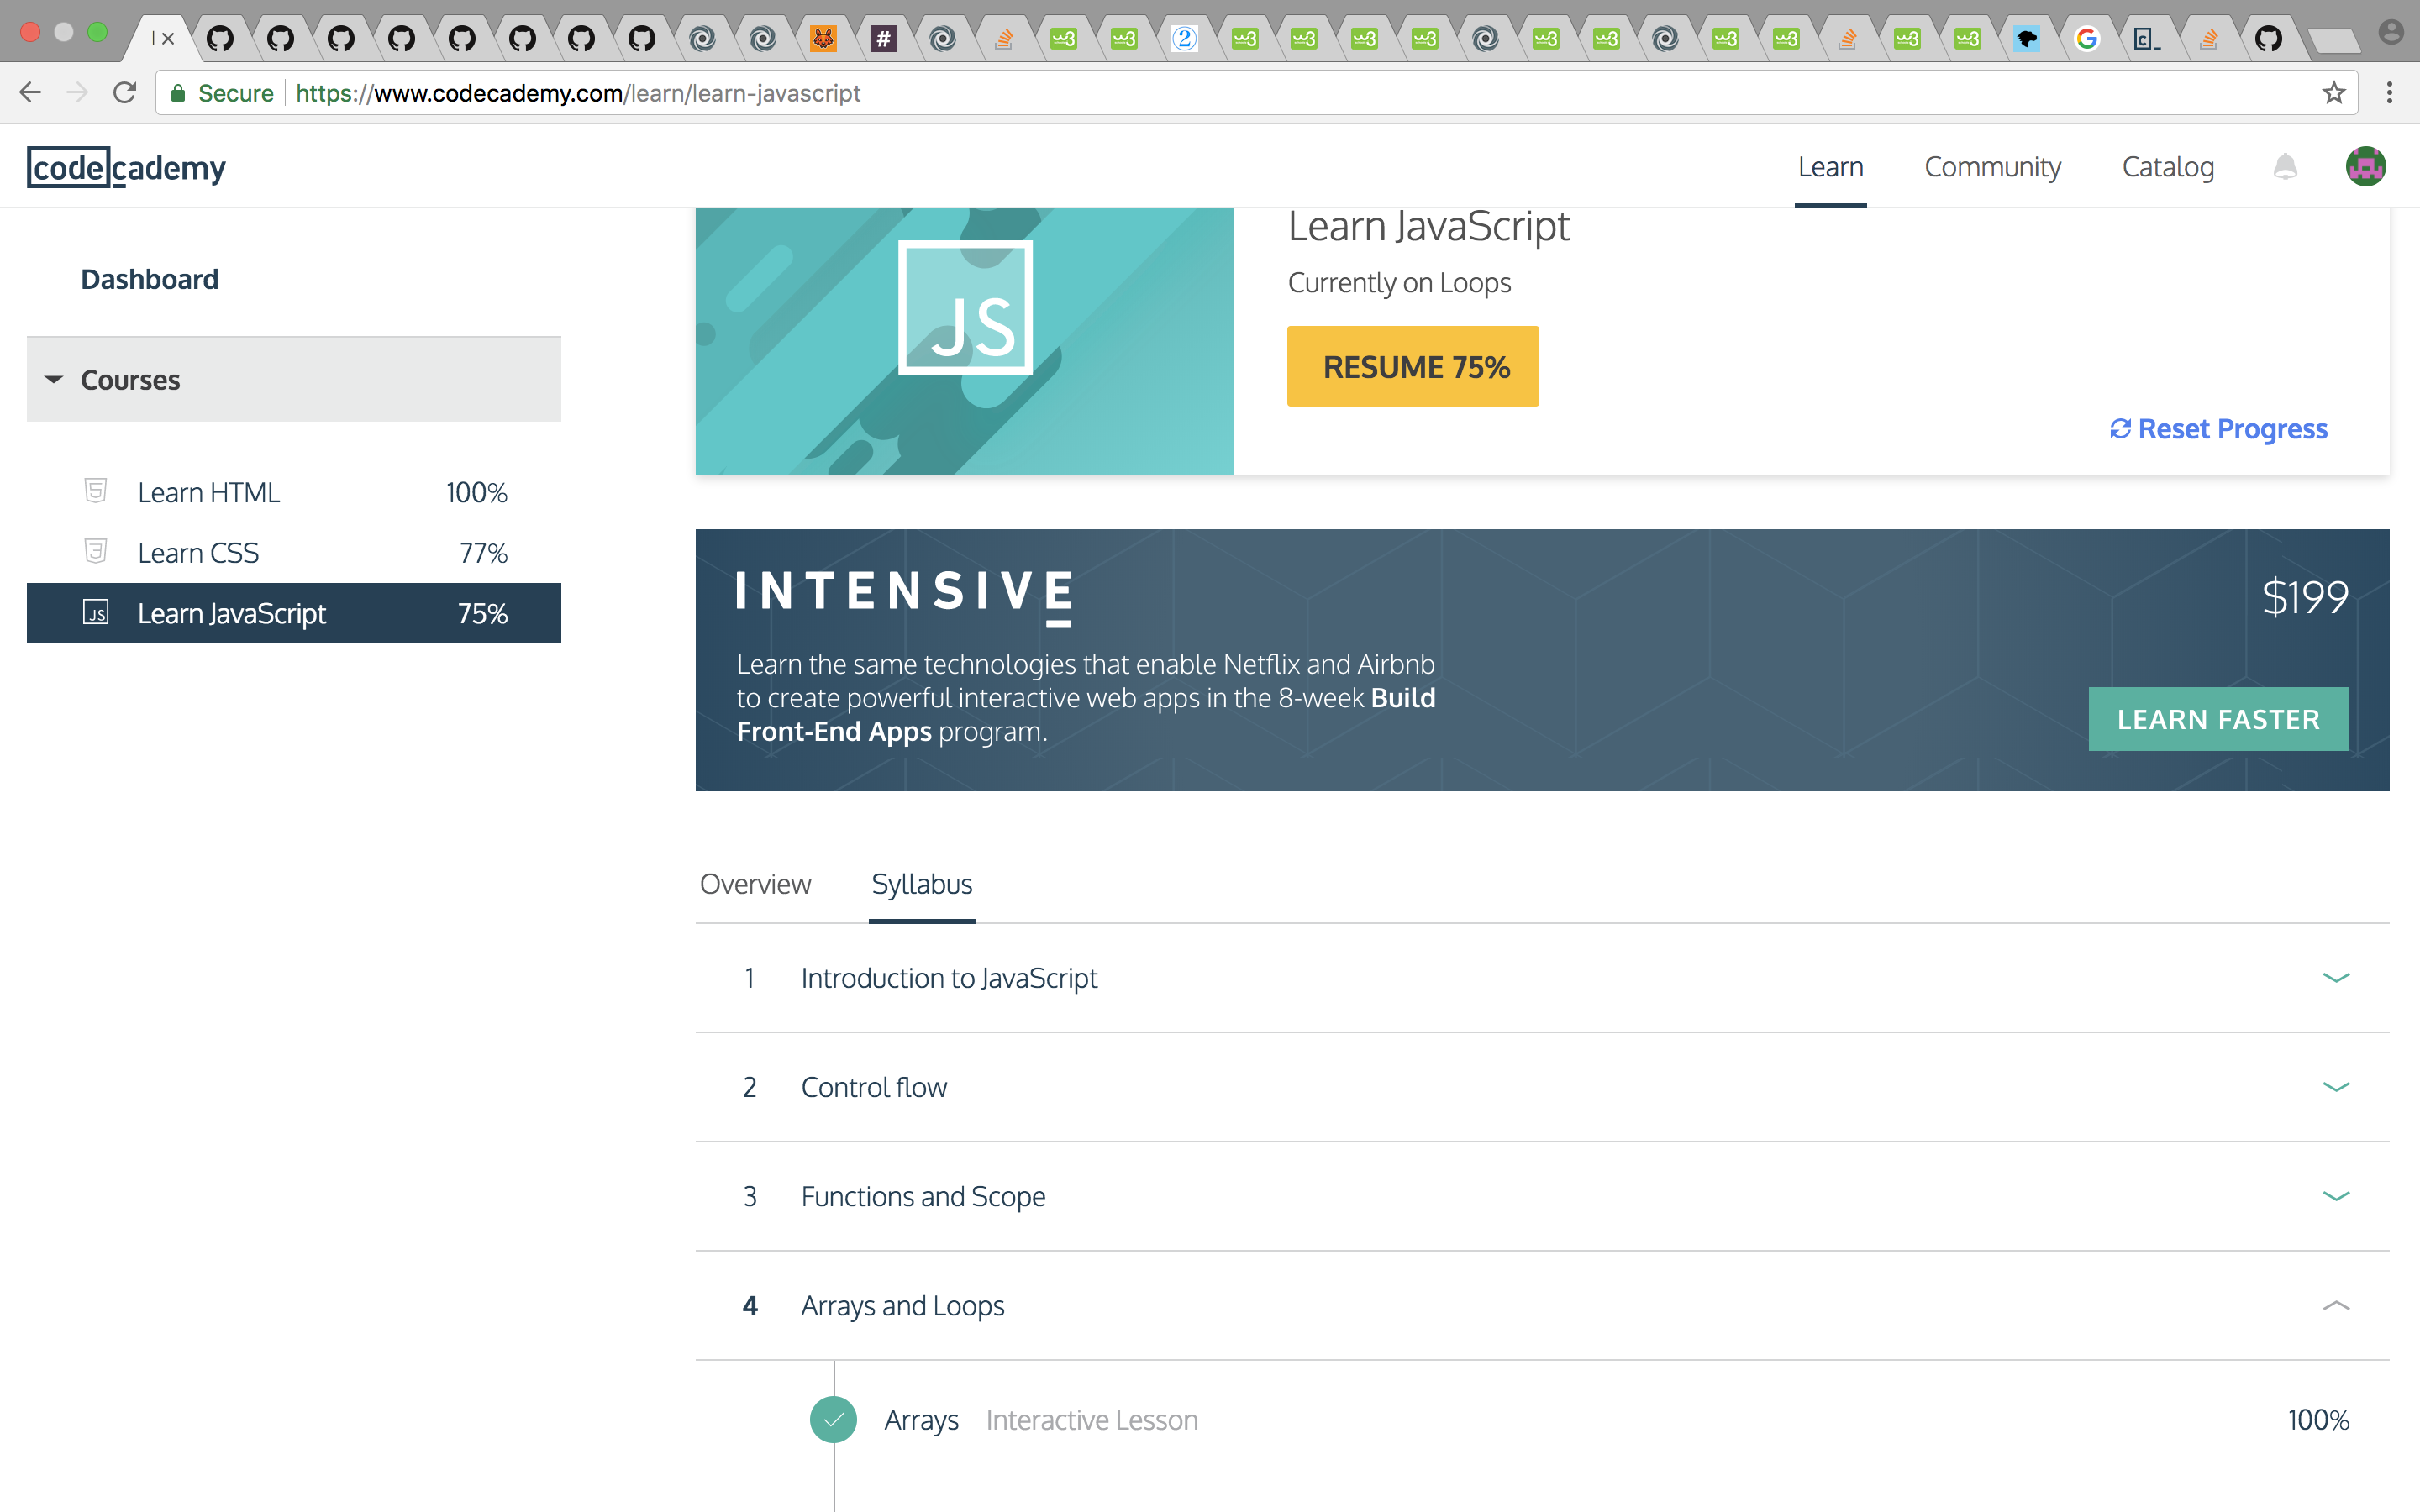 Secure https://www.codecademy.com/learn/learn-javascript
codecademy
Learn Community Catalog
Dashboard
Courses
Learn HTML 100%
Learn CSS 77%
JS Learn JavaScript 75%
JS
Learn JavaScript
Currently on Loops
RESUME 75%
Reset Progress
INTENSIVE
$199
Learn the same technologies that enable Netflix and Airbnb
to create powerful interactive web apps in the 8-week Build
Front-End Apps program.
LEARN FASTER
Overview Syllabus
1 Introduction to JavaScript
2 Control flow
3 Functions and Scope
4 Arrays and Loops
Arrays Interactive Lesson 100%